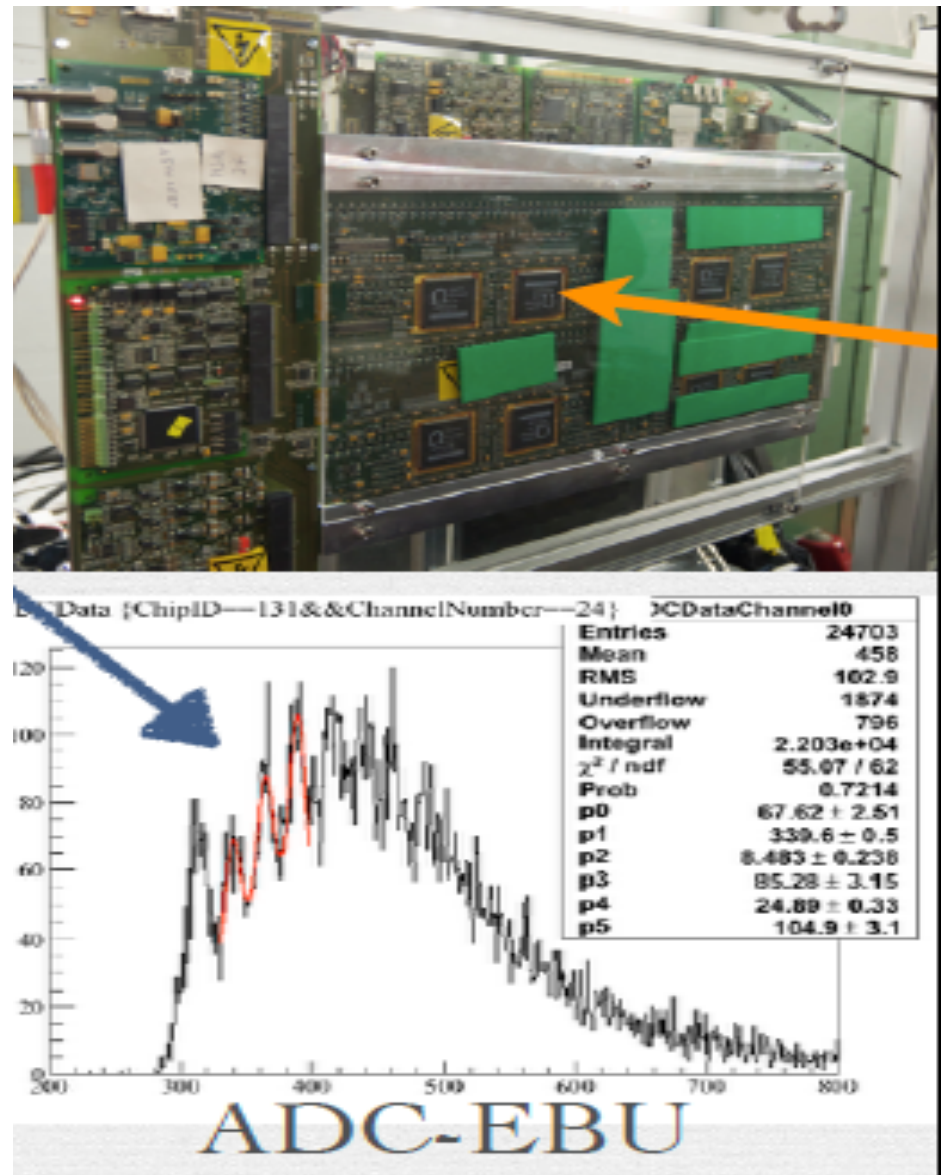 Data {ChipID==131&&ChannelNumber==24}
DCDataChannel0
Entries 24703
Mean 458
RMS 102.9
Underflow 1874
Overflow 796
Integral 2.203e+04
χ² / ndf 55.07 / 62
Prob 0.7214
p0 67.62 ± 2.51
p1 339.6 ± 0.5
p2 8.483 ± 0.238
p3 85.28 ± 3.15
p4 24.89 ± 0.33
p5 104.9 ± 3.1
120
100
80
60
40
20
0
200 300 400 500 600 700 800
ADC-EBU